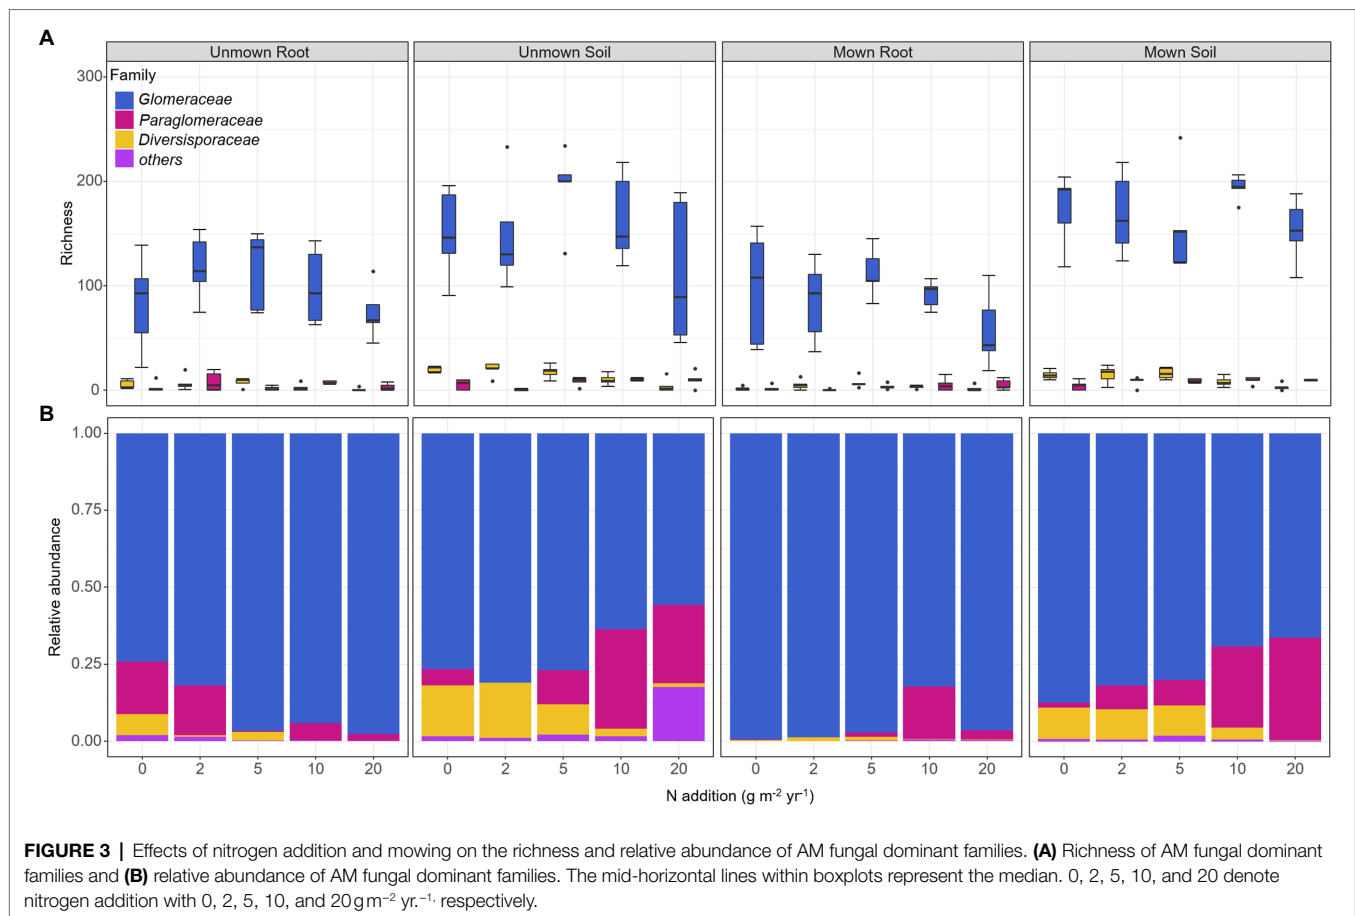 A
Unmown Root
Unmown Soil
Mown Root
Mown Soil
Family
Glomeraceae
Paraglomeraceae
Diversisporaceae
others
Richness
300
200
100
0
B
Relative abundance
1.00
0.75
0.50
0.25
0.00
0 2 5 10 20
0 2 5 10 20
0 2 5 10 20
0 2 5 10 20
N addition (g m⁻² yr⁻¹)
FIGURE 3 | Effects of nitrogen addition and mowing on the richness and relative abundance of AM fungal dominant families. (A) Richness of AM fungal dominant
families and (B) relative abundance of AM fungal dominant families. The mid-horizontal lines within boxplots represent the median. 0, 2, 5, 10, and 20 denote
nitrogen addition with 0, 2, 5, 10, and 20 g m⁻² yr.⁻¹, respectively.